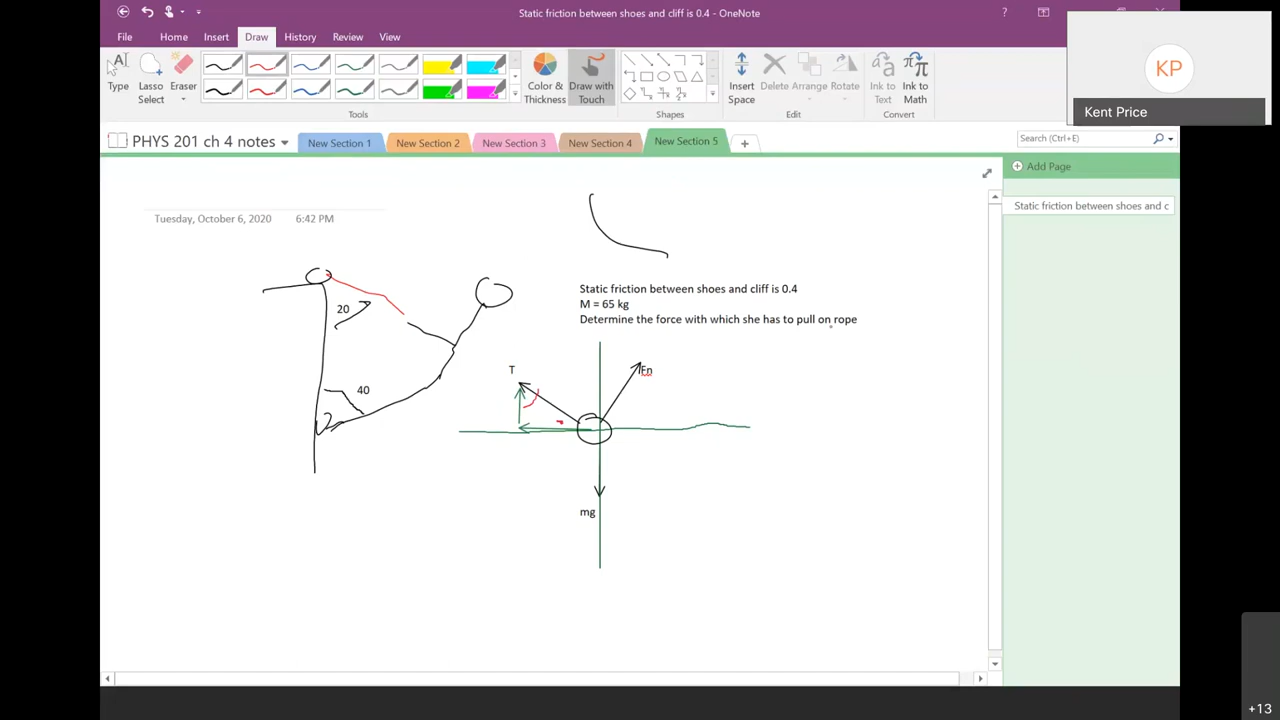 Static friction between shoes and cliff is 0.4 - OneNote
?
File Home Insert Draw History Review View
KP
Kent Price
Type
Lasso Select
Eraser
Color & Thickness
Draw with Touch
Insert Space
Delete
Arrange
Rotate
Ink to Text
Ink to Math
Tools
Shapes
Edit
Convert
PHYS 201 ch 4 notes
New Section 1
New Section 2
New Section 3
New Section 4
New Section 5
Search (Ctrl+E)
Add Page
Static friction between shoes and c
Tuesday, October 6, 2020 6:42 PM
Static friction between shoes and cliff is 0.4
M = 65 kg
Determine the force with which she has to pull on rope
20
40
T
Fn
mg
+13